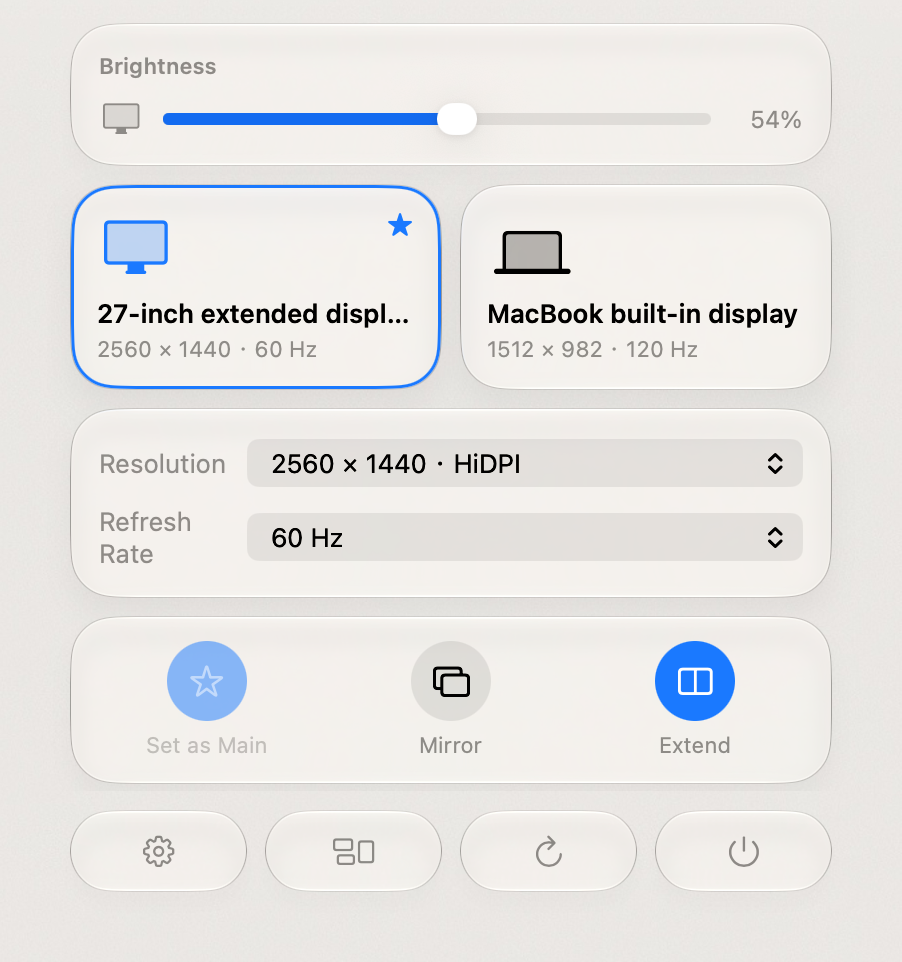 Brightness
54%
27-inch extended displ...
2560 × 1440 · 60 Hz
MacBook built-in display
1512 × 982 · 120 Hz
Resolution
2560 × 1440 · HiDPI
Refresh
Rate
60 Hz
Set as Main
Mirror
Extend